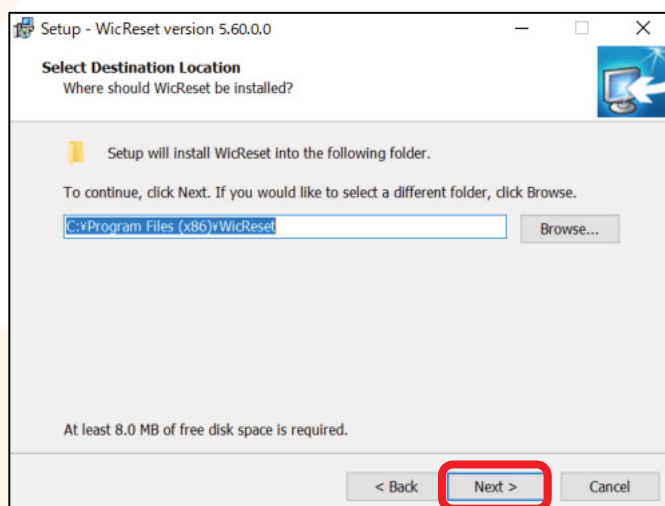 Setup - WicReset version 5.60.0.0
Select Destination Location
Where should WicReset be installed?
Setup will install WicReset into the following folder.
To continue, click Next. If you would like to select a different folder, click Browse.
C:¥Program Files (x86)¥WicReset
Browse...
At least 8.0 MB of free disk space is required.
< Back
Next >
Cancel